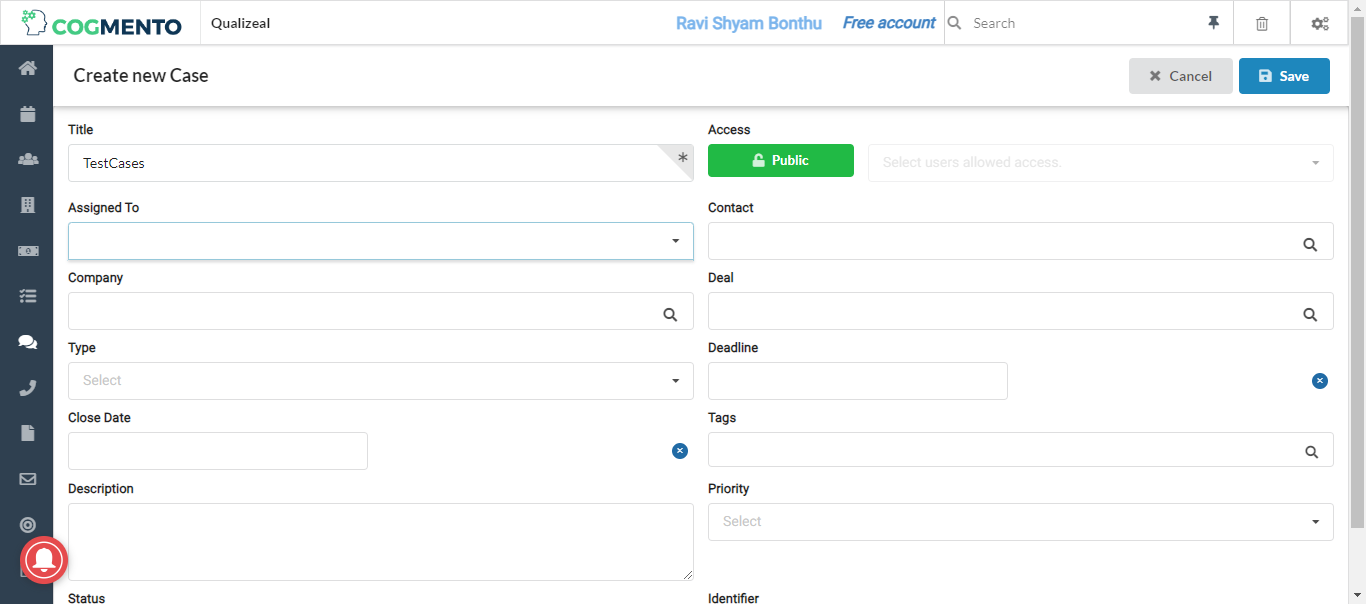 COGMENTO
Qualizeal
Ravi Shyam Bonthu
Free account
Search
Create new Case
Cancel
Save
Title
Access
TestCases
*
Public
Select users allowed access.
Assigned To
Contact
Company
Deal
Type
Deadline
Select
Close Date
Tags
Description
Priority
Select
Status
Identifier